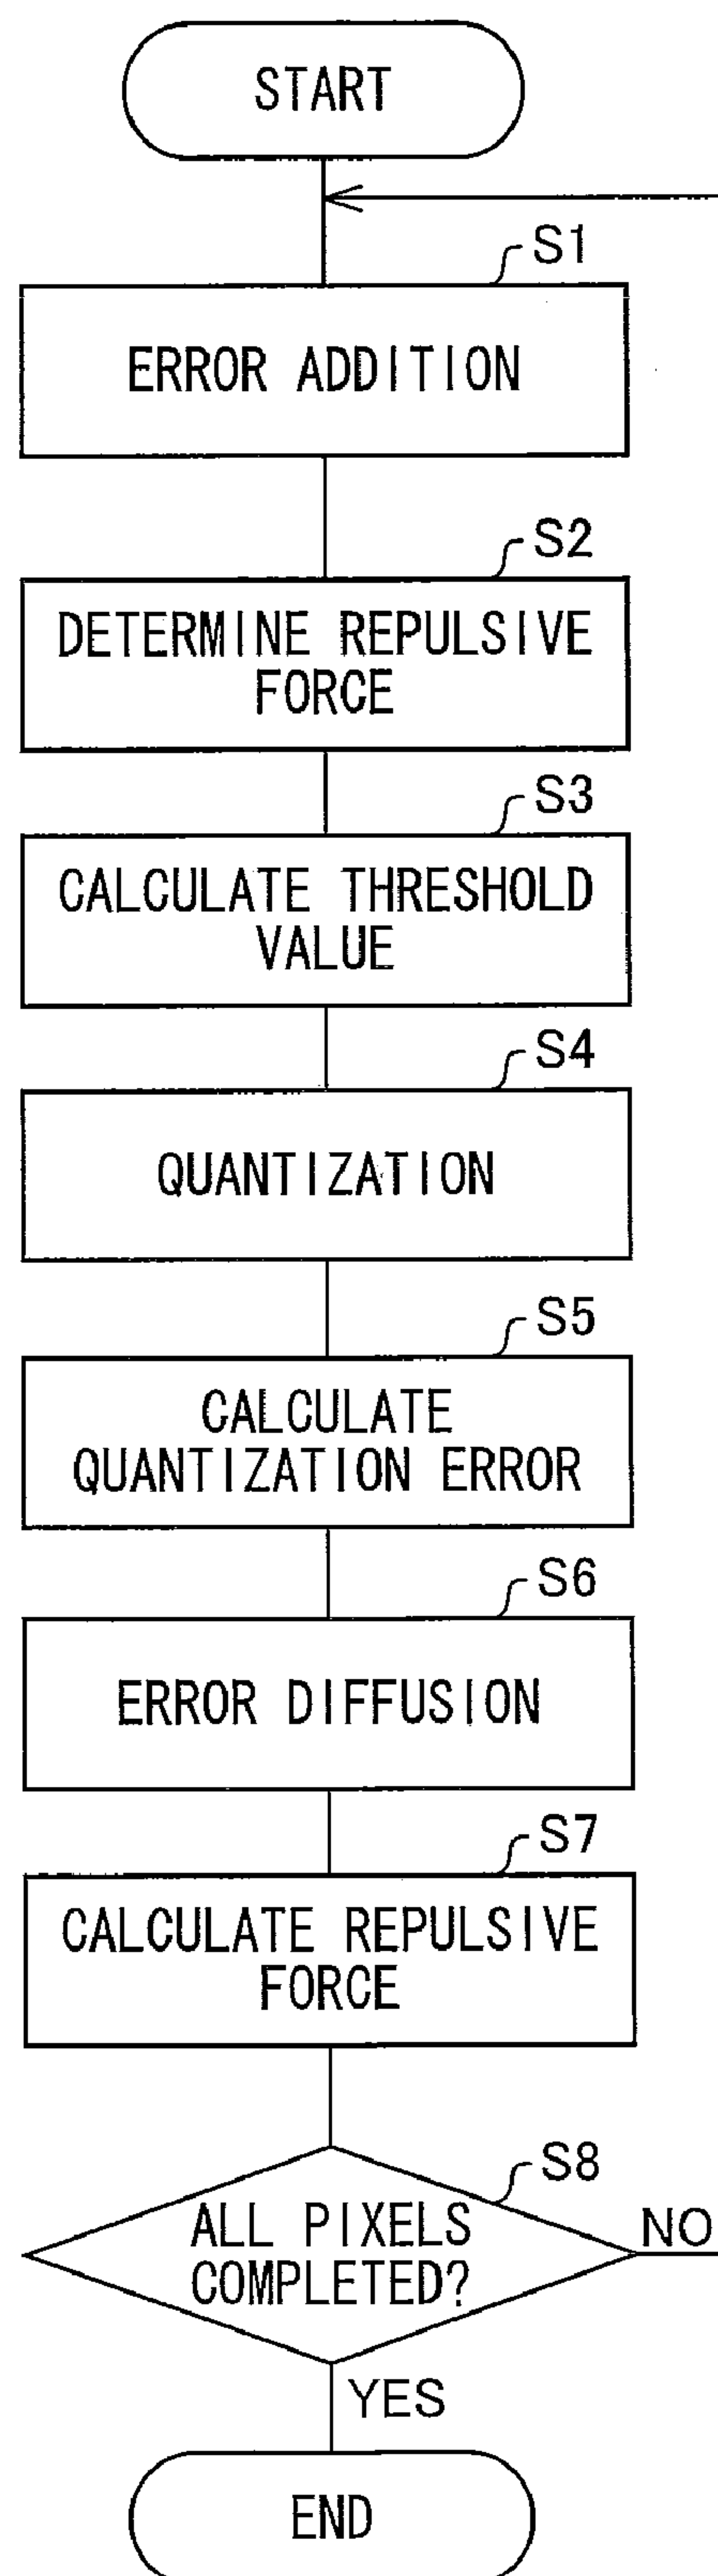 START
S1
ERROR ADDITION
S2
DETERMINE REPULSIVE
FORCE
S3
CALCULATE THRESHOLD
VALUE
S4
QUANTIZATION
S5
CALCULATE
QUANTIZATION ERROR
S6
ERROR DIFFUSION
S7
CALCULATE REPULSIVE
FORCE
S8
ALL PIXELS
COMPLETED?
NO
YES
END